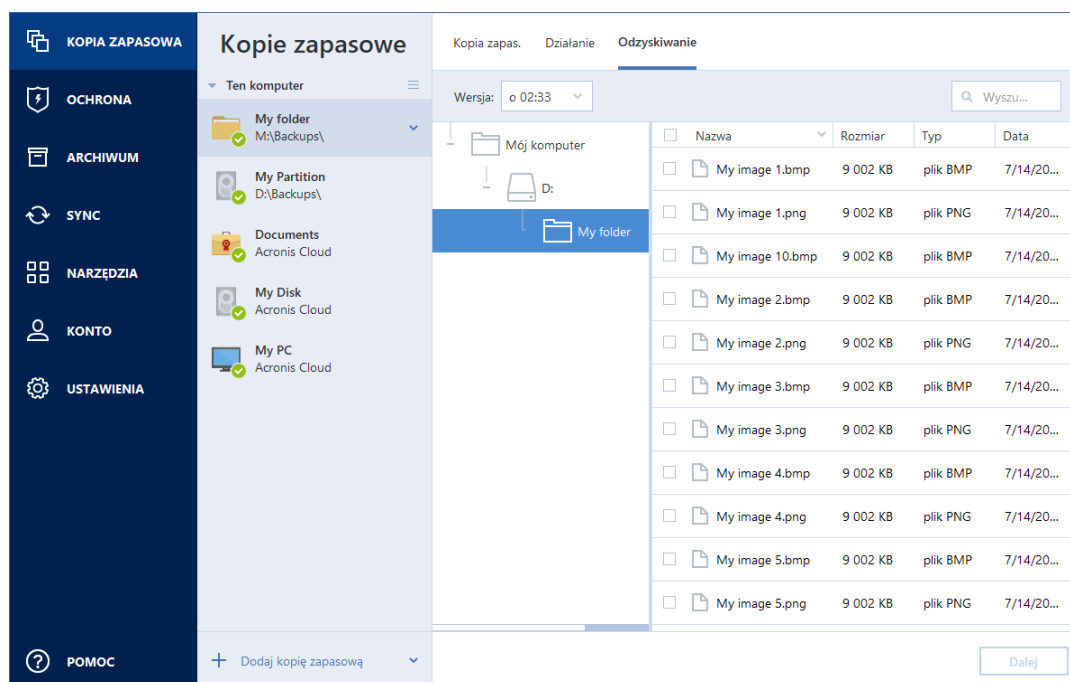 KOPIA ZAPASOWA
OCHRONA
ARCHIWUM
SYNC
NARZĘDZIA
KONTO
USTAWIENIA
POMOC
Kopie zapasowe
Ten komputer
My folder
M:\Backups\
My Partition
D:\Backups\
Documents
Acronis Cloud
My Disk
Acronis Cloud
My PC
Acronis Cloud
Dodaj kopię zapasową
Kopia zapas. Działanie Odzyskiwanie
Wersja: o 02:33 Wyszu...
Mój komputer
D:
My folder
Nazwa Rozmiar Typ Data
My image 1.bmp 9 002 KB plik BMP 7/14/20...
My image 1.png 9 002 KB plik PNG 7/14/20...
My image 10.bmp 9 002 KB plik BMP 7/14/20...
My image 2.bmp 9 002 KB plik BMP 7/14/20...
My image 2.png 9 002 KB plik PNG 7/14/20...
My image 3.bmp 9 002 KB plik BMP 7/14/20...
My image 3.png 9 002 KB plik PNG 7/14/20...
My image 4.bmp 9 002 KB plik BMP 7/14/20...
My image 4.png 9 002 KB plik PNG 7/14/20...
My image 5.bmp 9 002 KB plik BMP 7/14/20...
My image 5.png 9 002 KB plik PNG 7/14/20...
Dalej